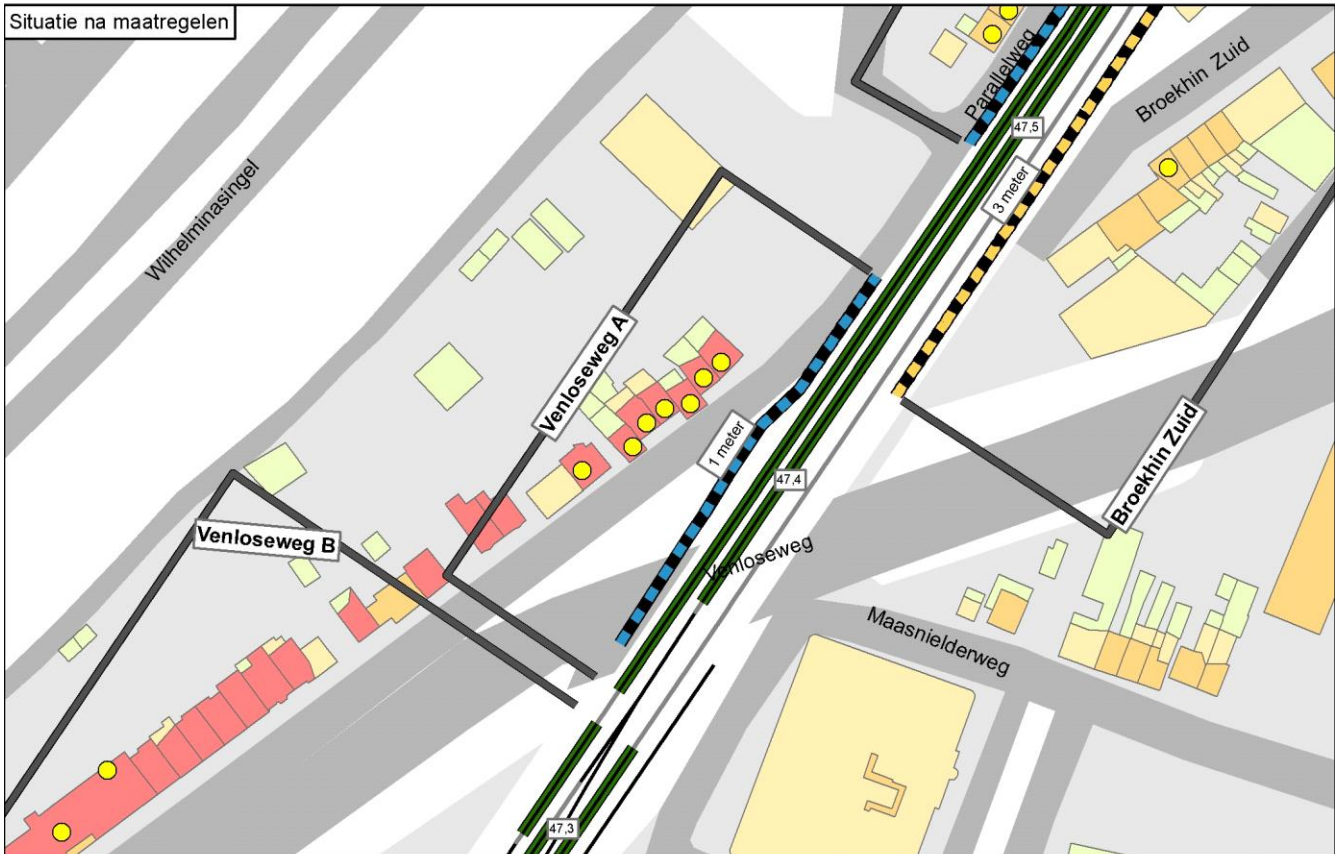 Situatie na maatregelen
Parallelweg
Broekhin Zuid
47,5
3 meter
Wilhelminasingel
Venloseweg A
1 meter
47,4
Broekhin Zuid
Venloseweg B
Venloseweg
Maasnielderweg
47,3